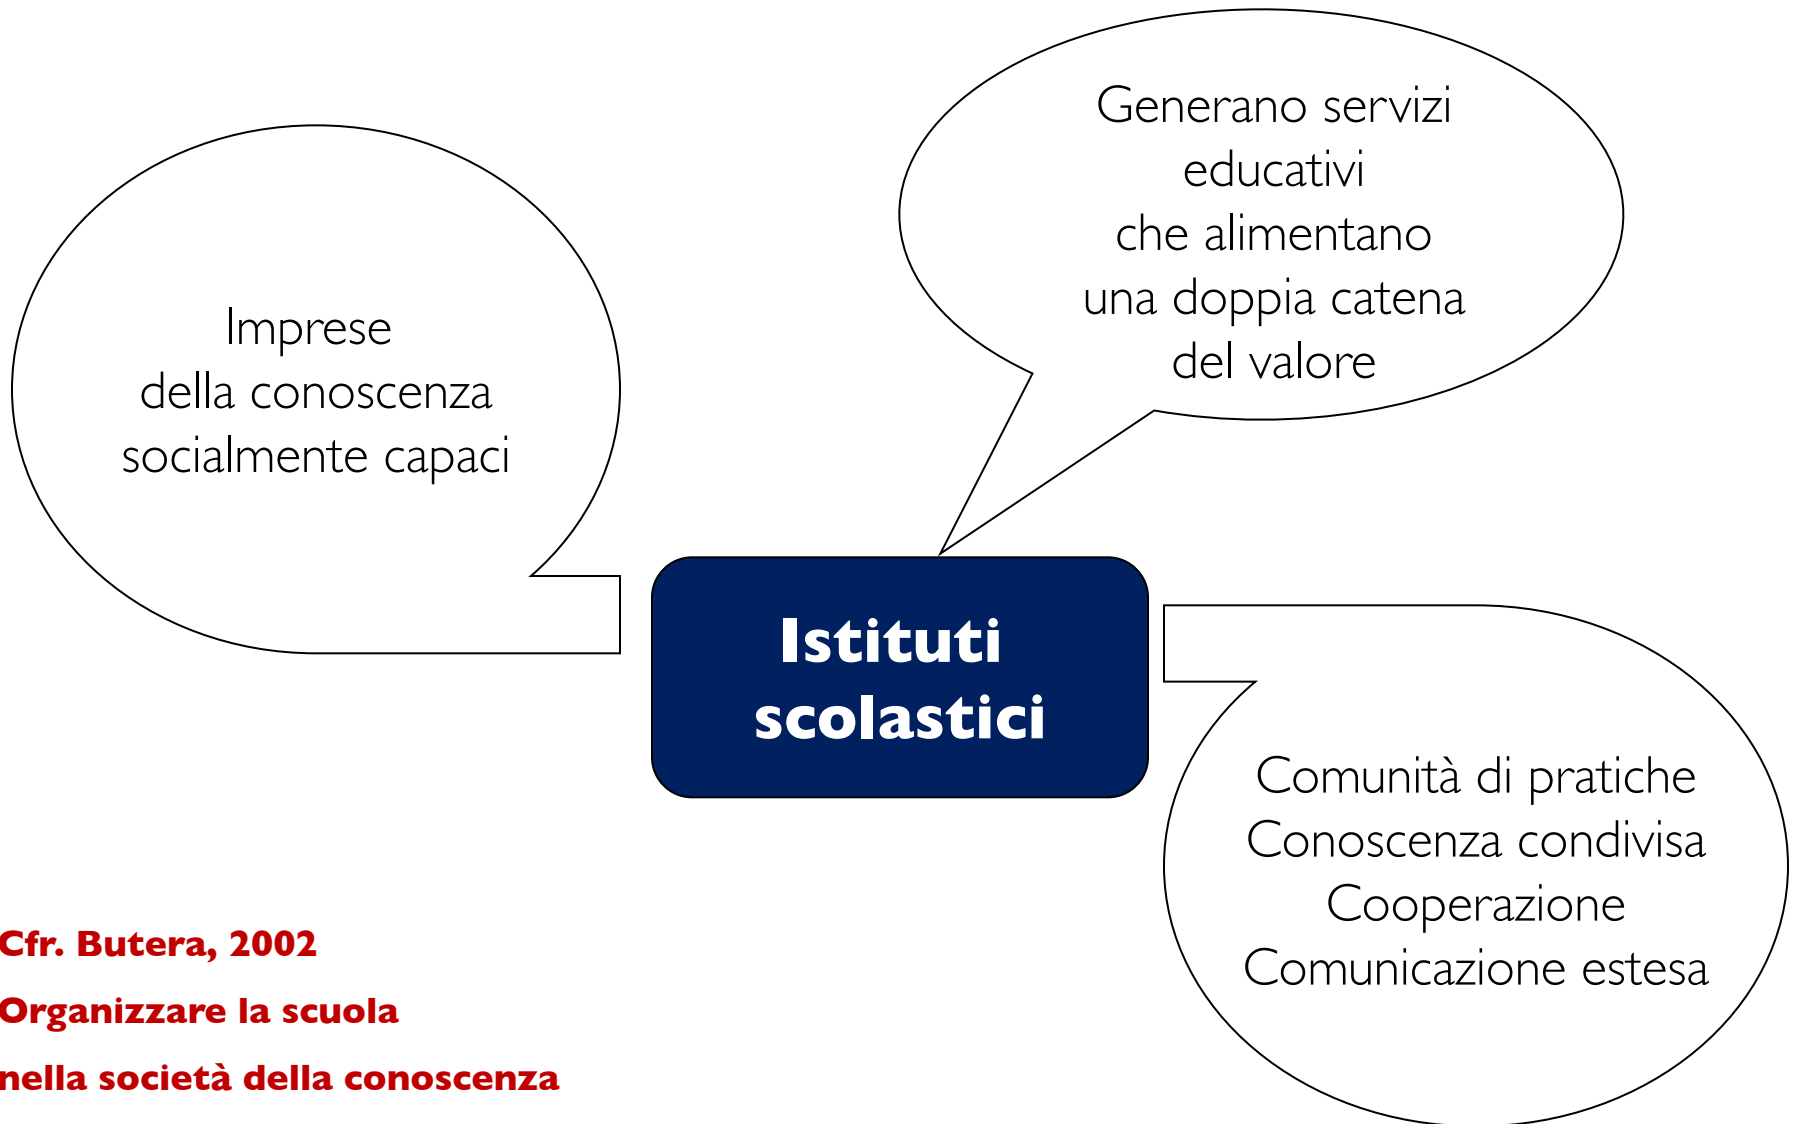 Generano servizi
educativi
che alimentano
una doppia catena
del valore
Imprese
della conoscenza
socialmente capaci
Istituti
scolastici
Comunità di pratiche
Conoscenza condivisa
Cooperazione
Comunicazione estesa
Cfr. Butera, 2002
Organizzare la scuola
nella società della conoscenza